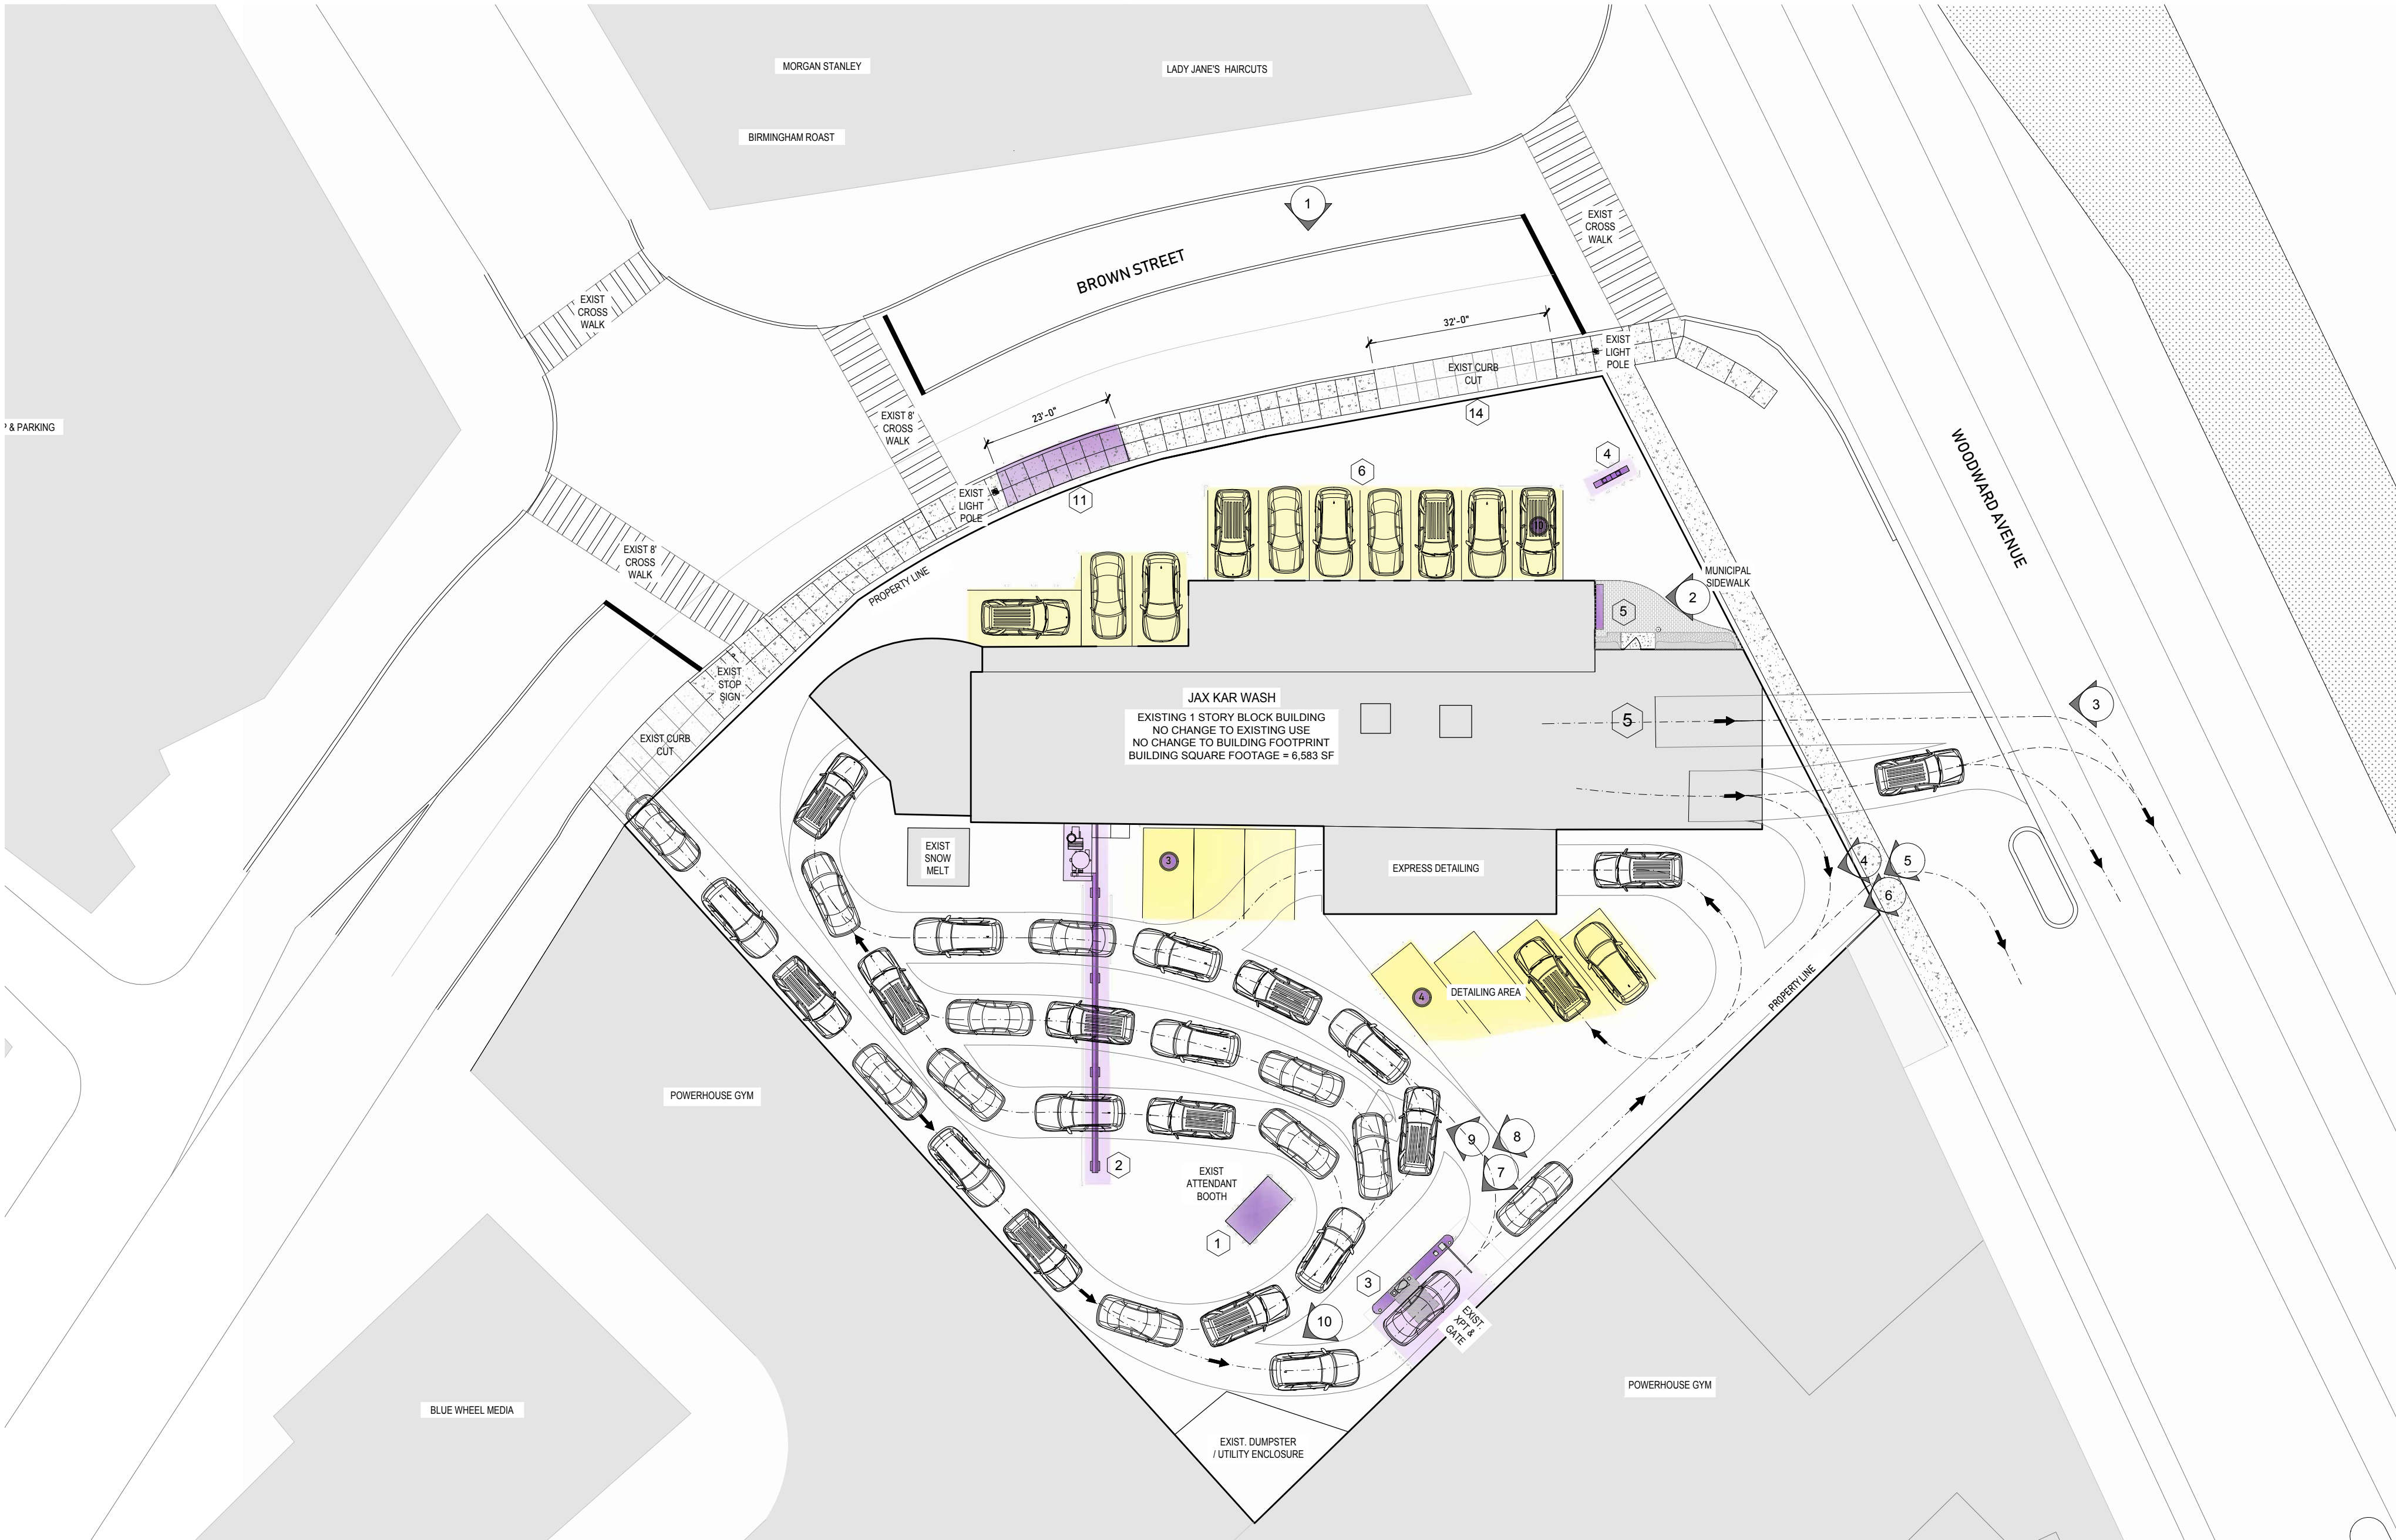 MORGAN STANLEY
LADY JANE'S HAIRCUTS
BIRMINGHAM ROAST
1
EXIST
CROSS
WALK
BROWN STREET
EXIST
CROSS
WALK
32'-0"
EXIST
LIGHT
POLE
EXIST CURB
CUT
14
23'-0"
EXIST 8'
CROSS
WALK
P & PARKING
WOODWARD AVENUE
4
6
11
EXIST
LIGHT
POLE
10
EXIST 8'
CROSS
WALK
PROPERTY LINE
MUNICIPAL
SIDEWALK
2
5
EXIST
STOP
SIGN
JAX KAR WASH
EXISTING 1 STORY BLOCK BUILDING
NO CHANGE TO EXISTING USE
NO CHANGE TO BUILDING FOOTPRINT
BUILDING SQUARE FOOTAGE = 6,583 SF
5
3
EXIST CURB
CUT
EXIST
SNOW
MELT
3
EXPRESS DETAILING
4
5
6
4
DETAILING AREA
PROPERTY LINE
POWERHOUSE GYM
9
8
7
2
EXIST
ATTENDANT
BOOTH
1
3
10
EXIST.
XPT &
GATE
POWERHOUSE GYM
BLUE WHEEL MEDIA
EXIST. DUMPSTER
/ UTILITY ENCLOSURE